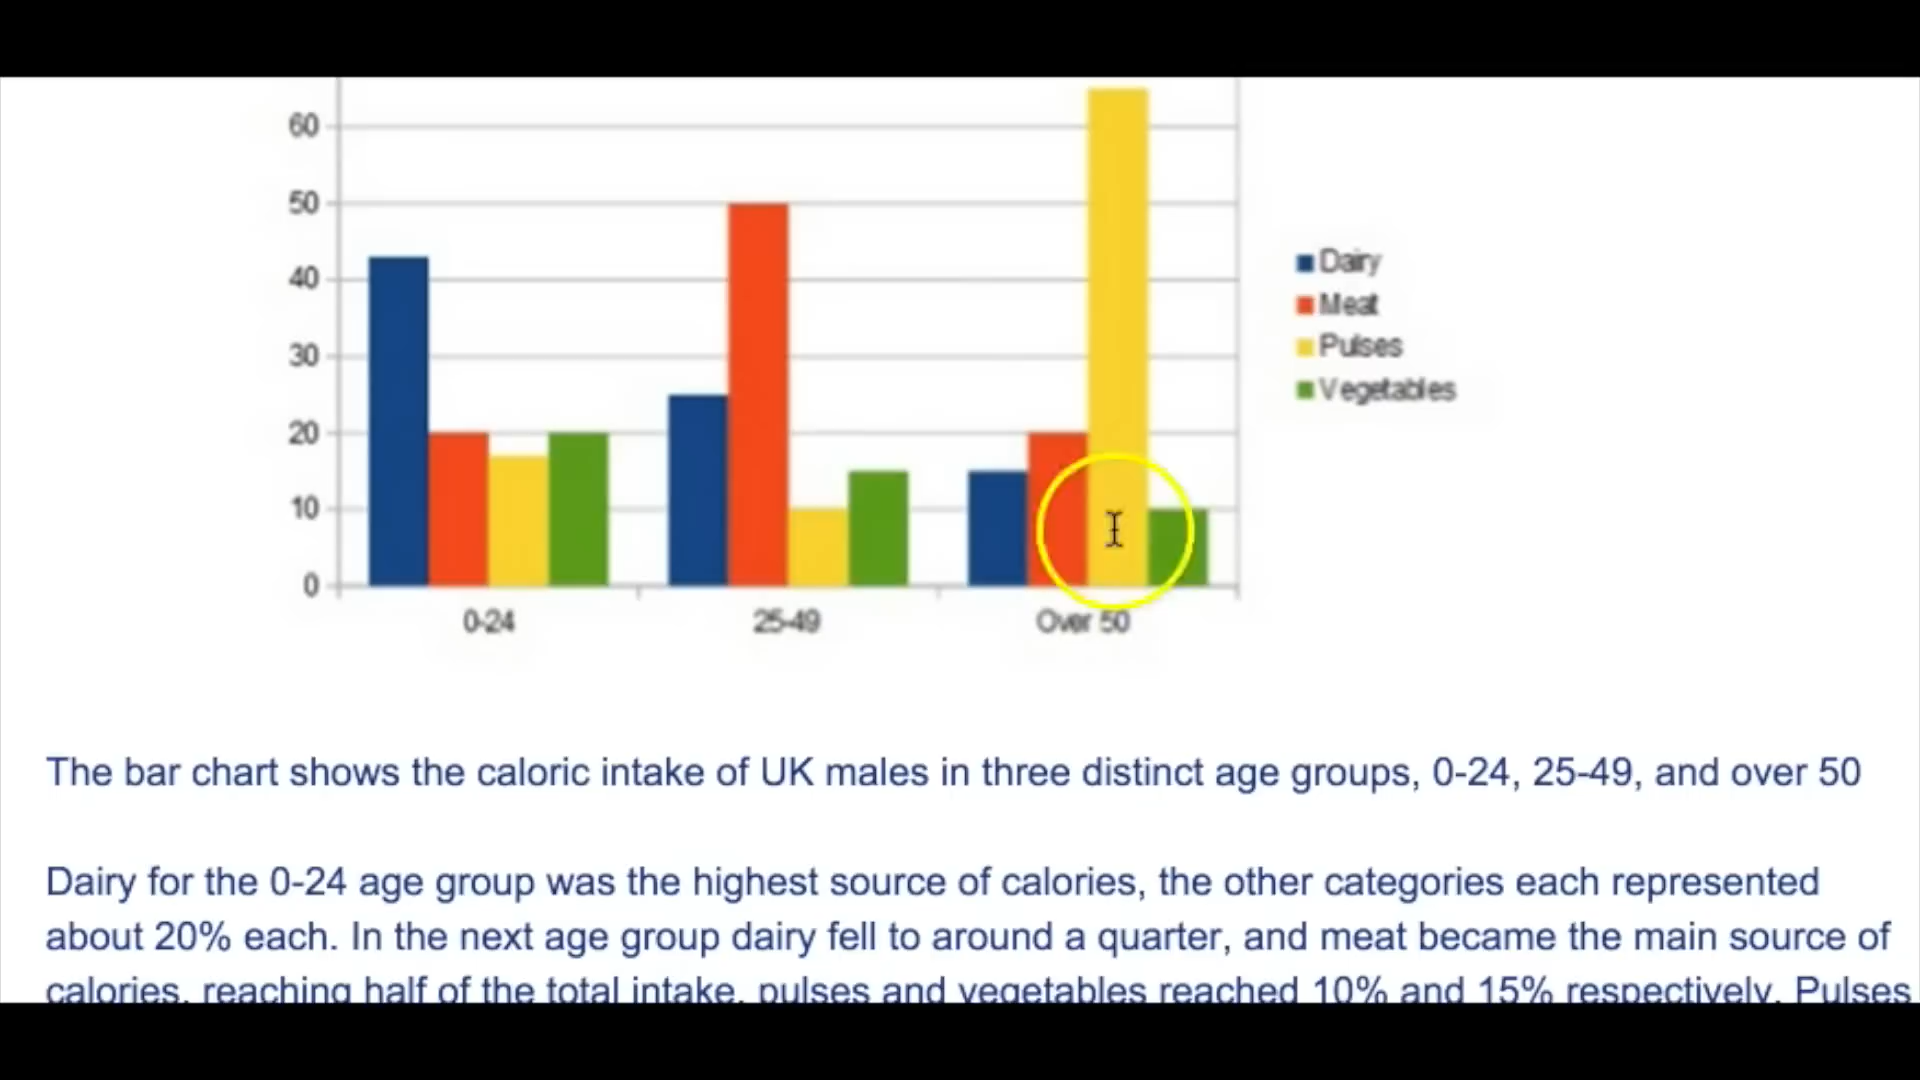 60
50
40
30
20
10
0
0-24
25-49
Over 50
Dairy
Meat
Pulses
Vegetables
The bar chart shows the caloric intake of UK males in three distinct age groups, 0-24, 25-49, and over 50
Dairy for the 0-24 age group was the highest source of calories, the other categories each represented
about 20% each. In the next age group dairy fell to around a quarter, and meat became the main source of
calories, reaching half of the total intake, pulses and vegetables reached 10% and 15% respectively. Pulses